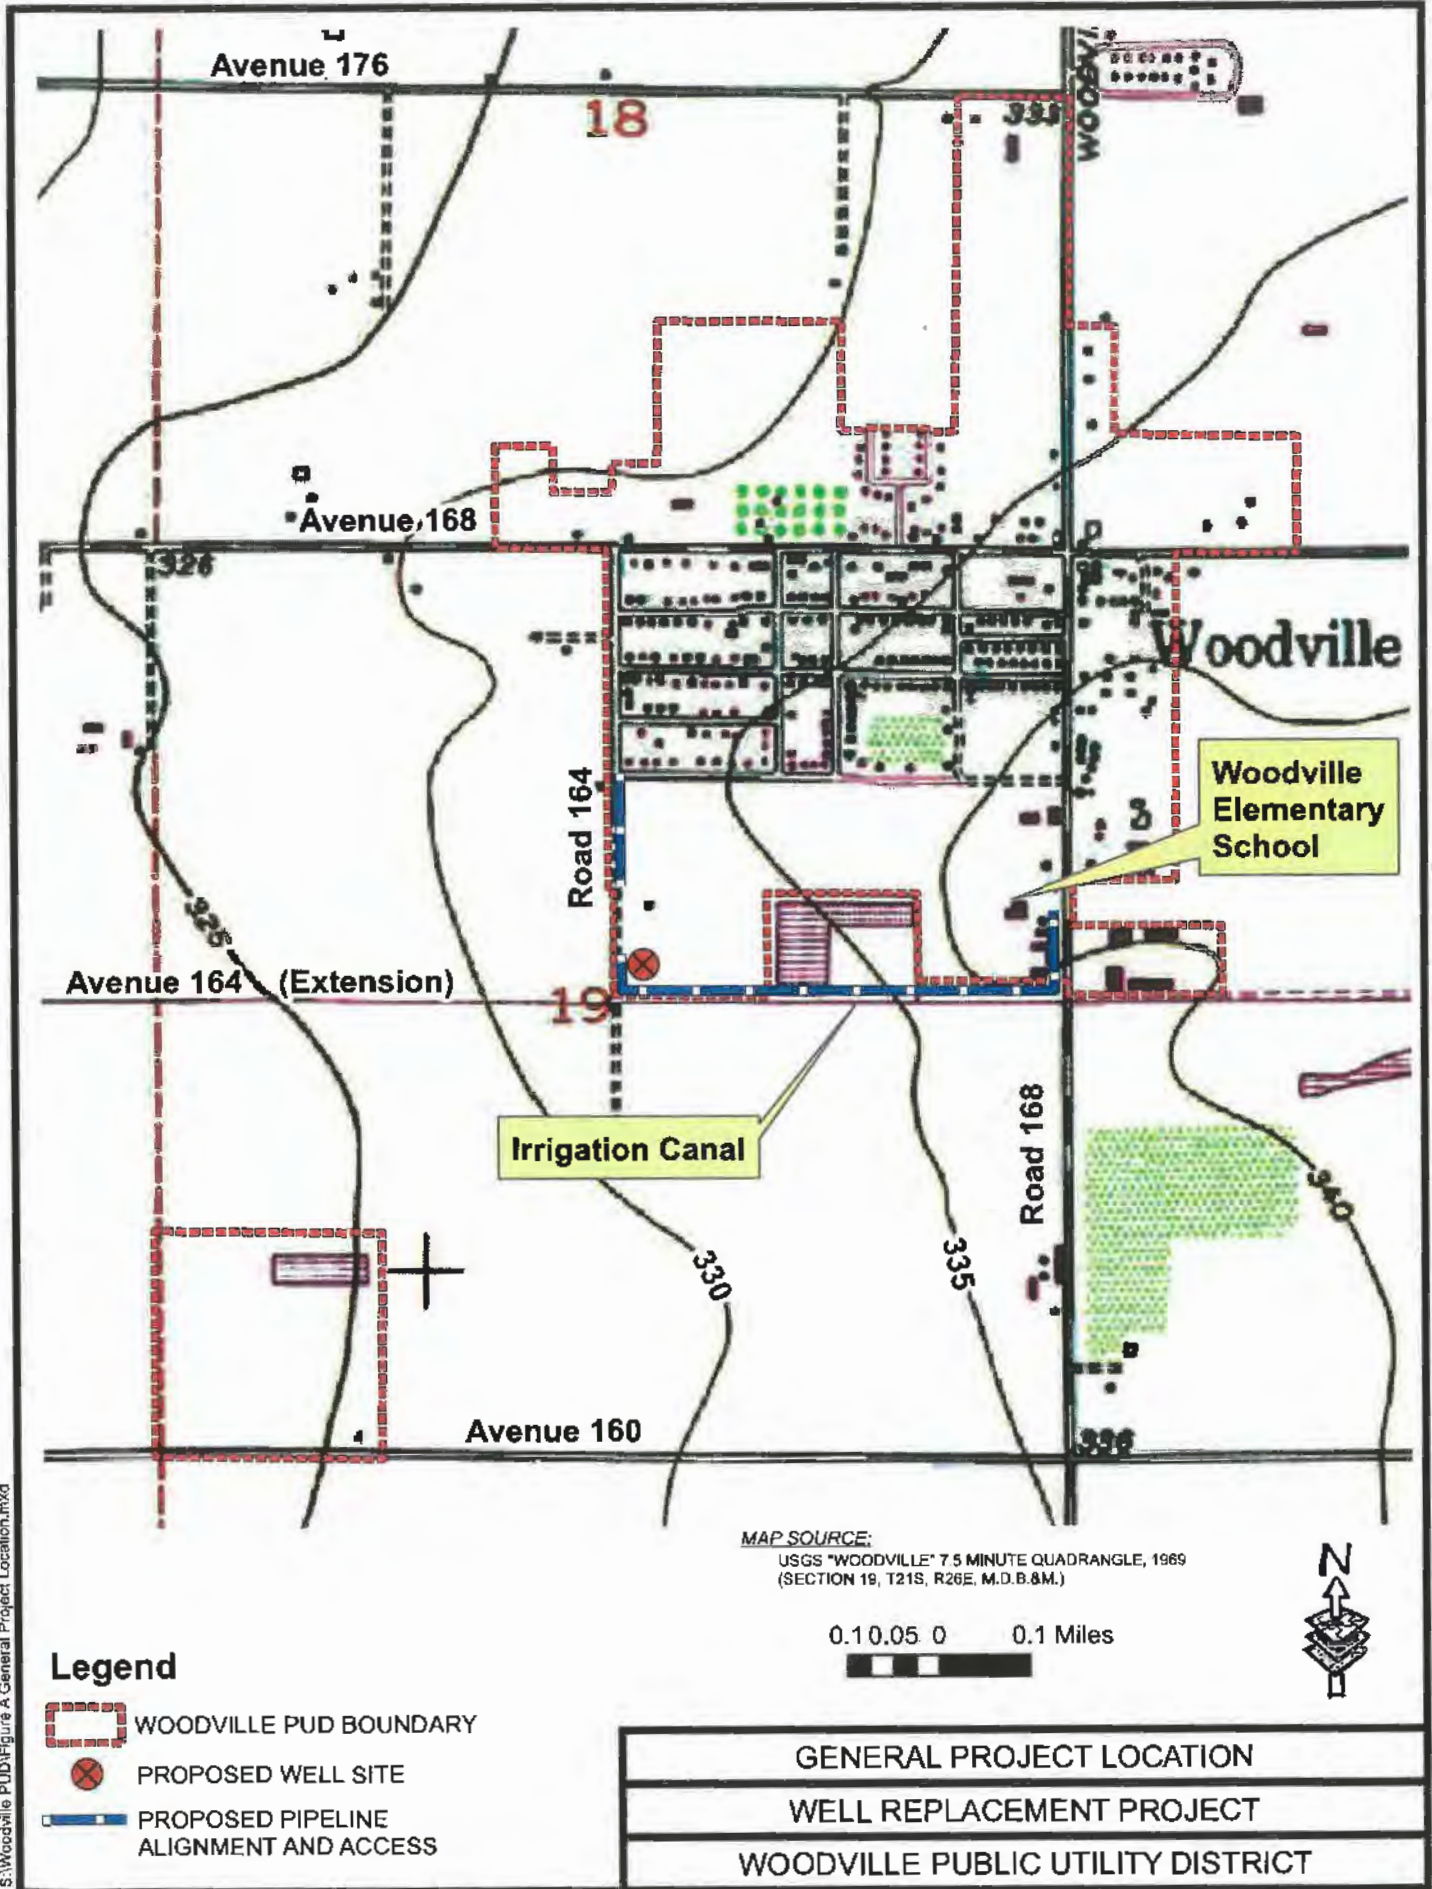 Avenue 176
18
WOODVI
331
Avenue 168
326
Woodville
Woodville
Elementary
School
Road 164
325
Avenue 164 (Extension)
19
Irrigation Canal
Road 168
340
330
335
Avenue 160
336
MAP SOURCE:
USGS "WOODVILLE" 7.5 MINUTE QUADRANGLE, 1969
(SECTION 19, T21S, R26E, M.D.B.&M.)
N
0.1 0.05 0 0.1 Miles
Legend
WOODVILLE PUD BOUNDARY
PROPOSED WELL SITE
PROPOSED PIPELINE
ALIGNMENT AND ACCESS
GENERAL PROJECT LOCATION
WELL REPLACEMENT PROJECT
WOODVILLE PUBLIC UTILITY DISTRICT
S:\Woodville PUD\Figure A General Project Location.mxd